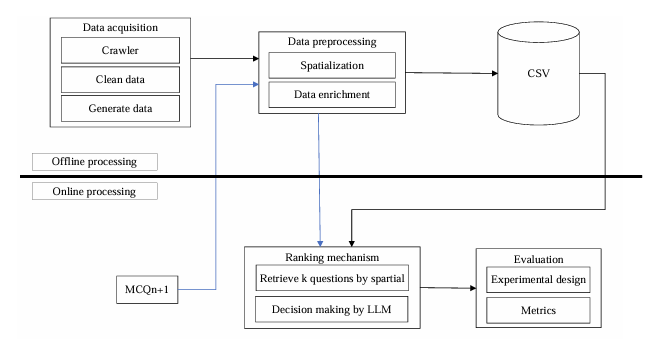 Data acquisition
Crawler
Clean data
Generate data
Data preprocessing
Spatialization
Data enrichment
CSV
Offline processing
Online processing
MCQn+1
Ranking mechanism
Retrieve k questions by spartial
Decision making by LLM
Evaluation
Experimental design
Metrics